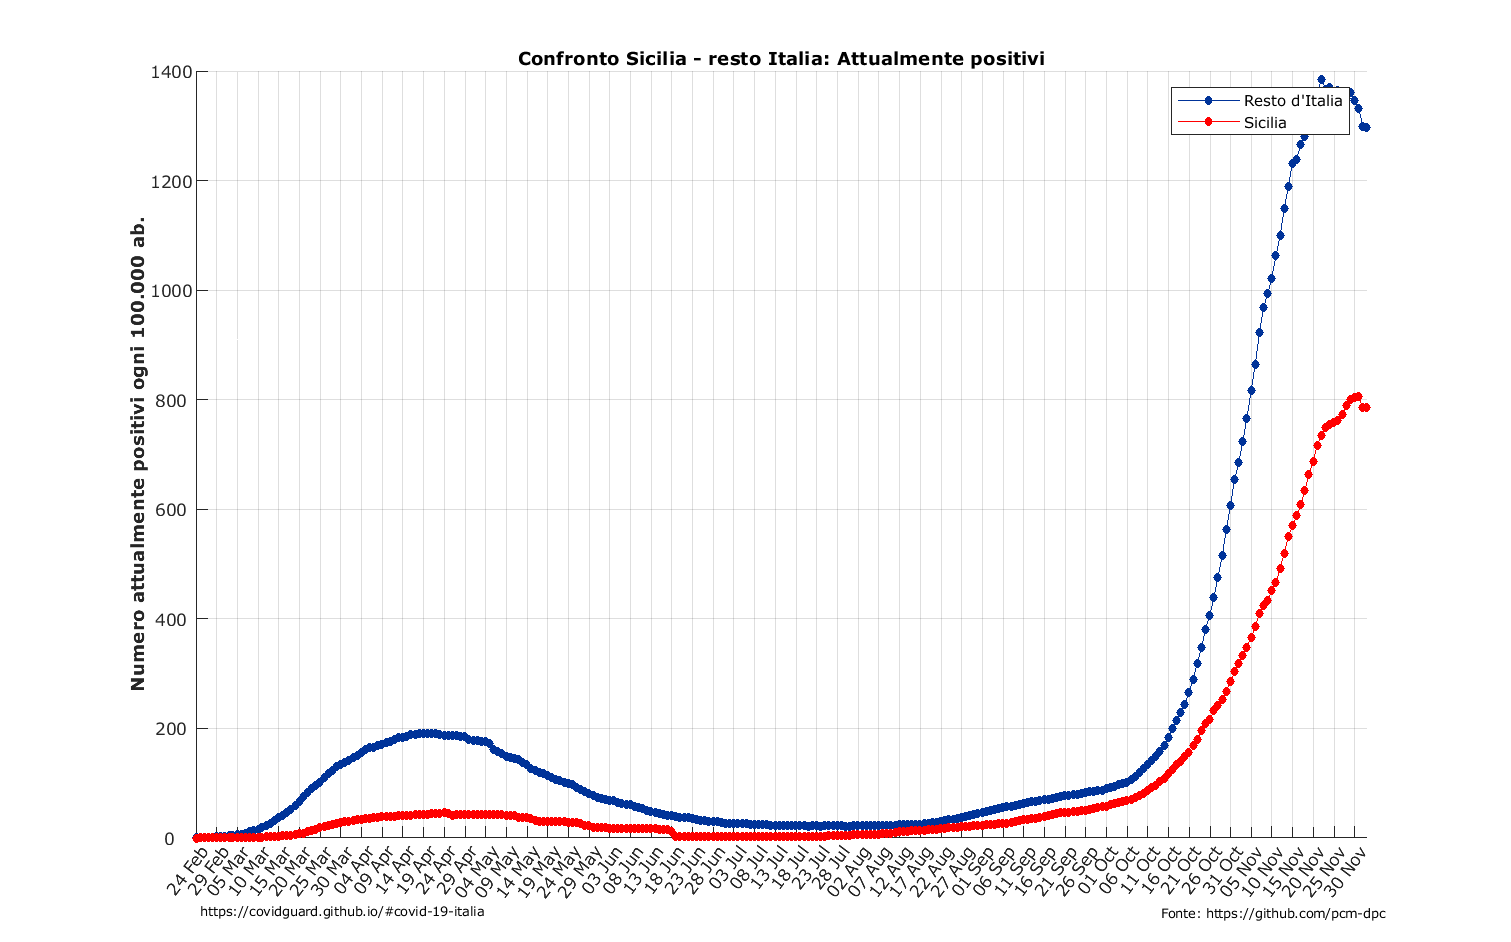 Confronto Sicilia - resto Italia: Attualmente positivi
Numero attualmente positivi ogni 100.000 ab.
1400
1200
1000
800
600
400
200
0
Resto d'Italia
Sicilia
24 Feb
29 Feb
05 Mar
10 Mar
15 Mar
20 Mar
25 Mar
30 Mar
04 Apr
09 Apr
14 Apr
19 Apr
24 Apr
29 Apr
04 May
09 May
14 May
19 May
24 May
29 May
03 Jun
08 Jun
13 Jun
18 Jun
23 Jun
28 Jun
03 Jul
08 Jul
13 Jul
18 Jul
23 Jul
28 Jul
02 Aug
07 Aug
12 Aug
17 Aug
22 Aug
27 Aug
01 Sep
06 Sep
11 Sep
16 Sep
21 Sep
26 Sep
01 Oct
06 Oct
11 Oct
16 Oct
21 Oct
26 Oct
31 Oct
05 Nov
10 Nov
15 Nov
20 Nov
25 Nov
30 Nov
https://covidguard.github.io/#covid-19-italia
Fonte: https://github.com/pcm-dpc